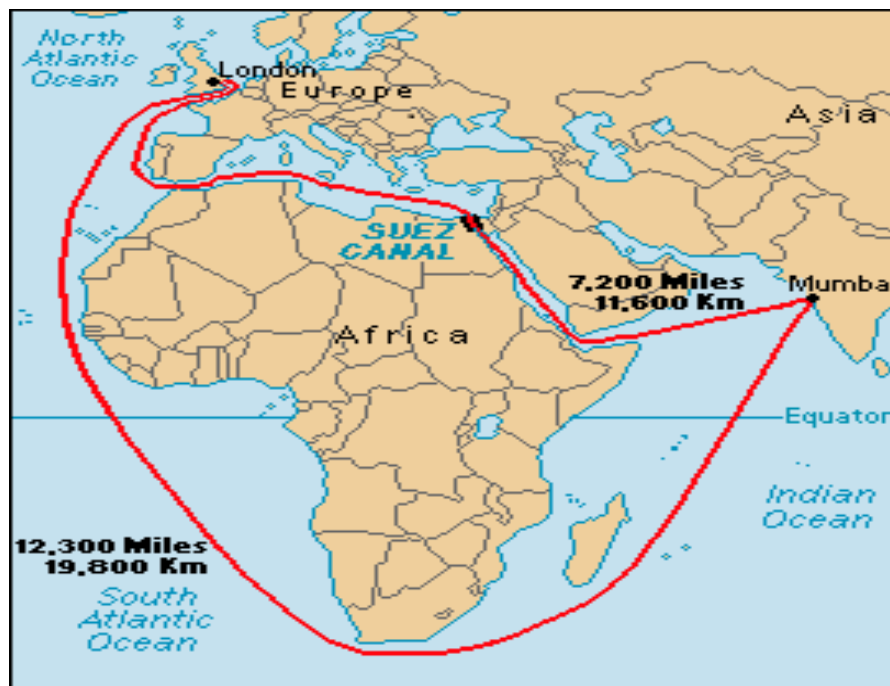 North
Atlantic
Ocean
London
Europe
Asia
SUEZ
CANAL
7,200 Miles
11,600 Km
Mumba
Africa
Equator
Indian
Ocean
12,300 Miles
19,800 Km
South
Atlantic
Ocean